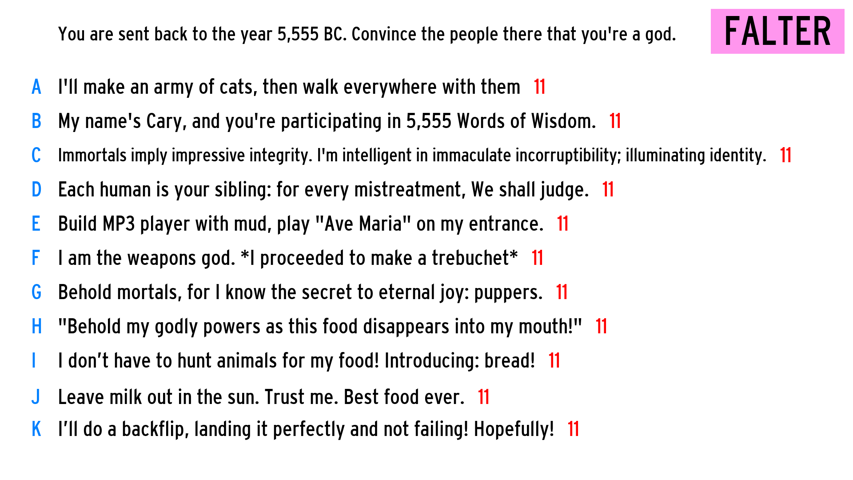 You are sent back to the year 5,555 BC. Convince the people there that you're a god.
FALTER
A I'll make an army of cats, then walk everywhere with them 11
B My name's Cary, and you're participating in 5,555 Words of Wisdom. 11
C Immortals imply impressive integrity. I'm intelligent in immaculate incorruptibility; illuminating identity. 11
D Each human is your sibling: for every mistreatment, We shall judge. 11
E Build MP3 player with mud, play "Ave Maria" on my entrance. 11
F I am the weapons god. *I proceeded to make a trebuchet* 11
G Behold mortals, for I know the secret to eternal joy: puppers. 11
H "Behold my godly powers as this food disappears into my mouth!" 11
I I don’t have to hunt animals for my food! Introducing: bread! 11
J Leave milk out in the sun. Trust me. Best food ever. 11
K I’ll do a backflip, landing it perfectly and not failing! Hopefully! 11